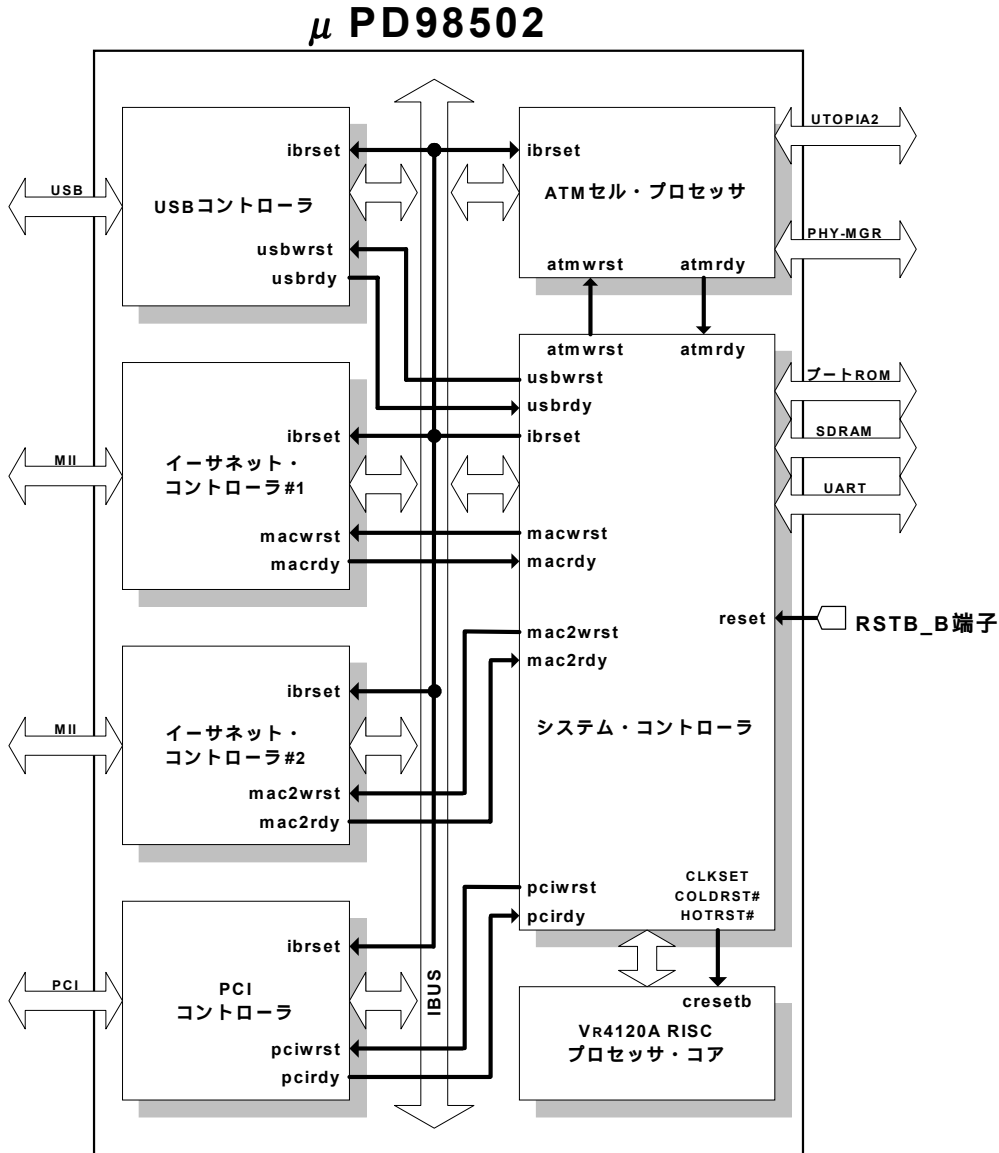 μ PD98502
ibrset
USB
USBコントローラ
usbwrst
usbrdy
ibrset
ATMセル・プロセッサ
atmwrst
atmrdy
UTOPIA2
PHY-MGR
ibrset
MII
イーサネット・
コントローラ#1
macwrst
macrdy
atmwrst
atmrdy
usbwrst
usbrdy
ibrset
macwrst
macrdy
mac2wrst
mac2rdy
reset
システム・コントローラ
pciwrst
pcirdy
CLKSET
COLDRST#
HOTRST#
ブートROM
SDRAM
UART
RSTB_B端子
ibrset
MII
イーサネット・
コントローラ#2
mac2wrst
mac2rdy
ibrset
PCI
PCI
コントローラ
pciwrst
pcirdy
IBUS
cresetb
VR4120A RISC
プロセッサ・コア